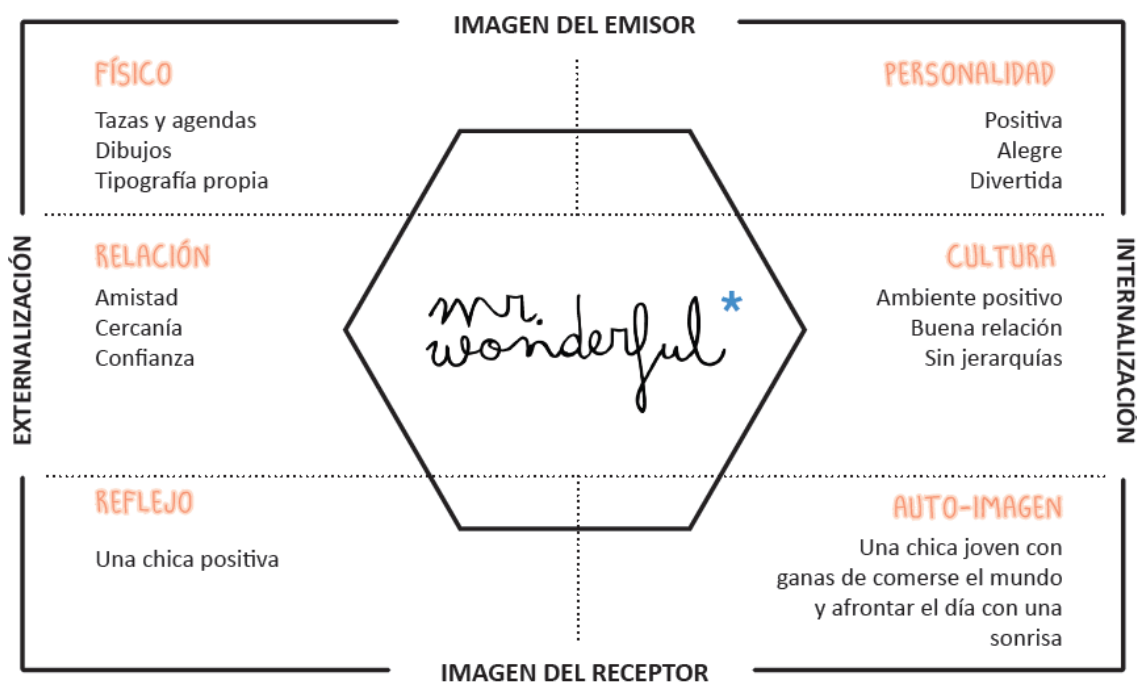 IMAGEN DEL EMISOR
FÍSICO
Tazas y agendas
Dibujos
Tipografía propia
PERSONALIDAD
Positiva
Alegre
Divertida
EXTERNALIZACIÓN
RELACIÓN
Amistad
Cercanía
Confianza
mr.
wonderful*
CULTURA
Ambiente positivo
Buena relación
Sin jerarquías
INTERNALIZACIÓN
REFLEJO
Una chica positiva
AUTO-IMAGEN
Una chica joven con
ganas de comerse el mundo
y afrontar el día con una
sonrisa
IMAGEN DEL RECEPTOR